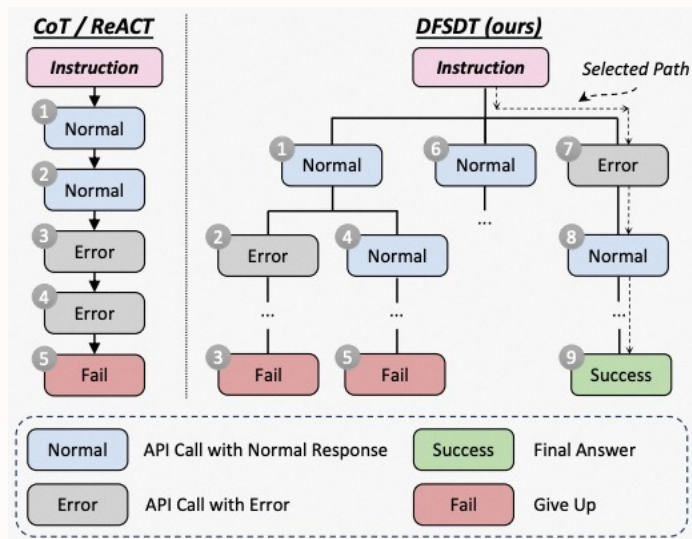 CoT / ReACT
DFSDT (ours)
Instruction
Instruction
Selected Path
1
Normal
1
Normal
6
Normal
7
Error
2
Normal
...
3
Error
2
Error
4
Normal
8
Normal
4
Error
...
...
...
5
Fail
3
Fail
5
Fail
9
Success
Normal
API Call with Normal Response
Success
Final Answer
Error
API Call with Error
Fail
Give Up